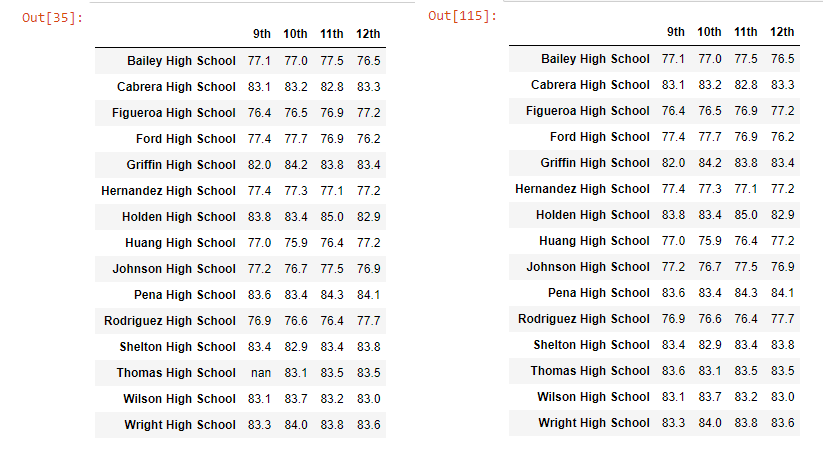 Out[35]:
9th 10th 11th 12th
Bailey High School 77.1 77.0 77.5 76.5
Cabrera High School 83.1 83.2 82.8 83.3
Figueroa High School 76.4 76.5 76.9 77.2
Ford High School 77.4 77.7 76.9 76.2
Griffin High School 82.0 84.2 83.8 83.4
Hernandez High School 77.4 77.3 77.1 77.2
Holden High School 83.8 83.4 85.0 82.9
Huang High School 77.0 75.9 76.4 77.2
Johnson High School 77.2 76.7 77.5 76.9
Pena High School 83.6 83.4 84.3 84.1
Rodriguez High School 76.9 76.6 76.4 77.7
Shelton High School 83.4 82.9 83.4 83.8
Thomas High School nan 83.1 83.5 83.5
Wilson High School 83.1 83.7 83.2 83.0
Wright High School 83.3 84.0 83.8 83.6
Out[115]:
9th 10th 11th 12th
Bailey High School 77.1 77.0 77.5 76.5
Cabrera High School 83.1 83.2 82.8 83.3
Figueroa High School 76.4 76.5 76.9 77.2
Ford High School 77.4 77.7 76.9 76.2
Griffin High School 82.0 84.2 83.8 83.4
Hernandez High School 77.4 77.3 77.1 77.2
Holden High School 83.8 83.4 85.0 82.9
Huang High School 77.0 75.9 76.4 77.2
Johnson High School 77.2 76.7 77.5 76.9
Pena High School 83.6 83.4 84.3 84.1
Rodriguez High School 76.9 76.6 76.4 77.7
Shelton High School 83.4 82.9 83.4 83.8
Thomas High School 83.6 83.1 83.5 83.5
Wilson High School 83.1 83.7 83.2 83.0
Wright High School 83.3 84.0 83.8 83.6